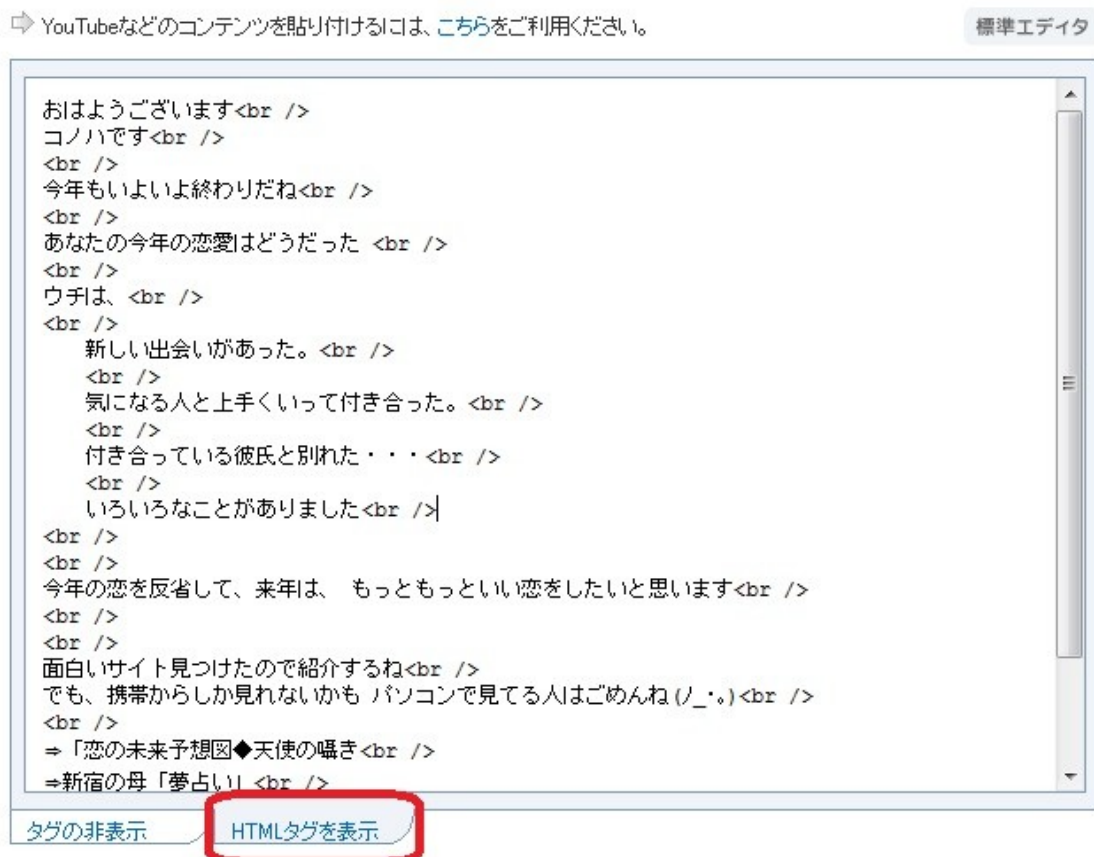 ⇨ YouTubeなどのコンテンツを貼り付けるには、こちらをご利用ください。
標準エディタ
おはようございます<br />
コノハです<br />
<br />
今年もいよいよ終わりだね<br />
<br />
あなたの今年の恋愛はどうだった <br />
<br />
ウチは、<br />
<br />
新しい出会いがあった。<br />
<br />
気になる人と上手くいって付き合った。<br />
<br />
付き合っている彼氏と別れた・・・<br />
<br />
いろいろなことがありました<br />
<br />
<br />
今年の恋を反省して、来年は、 もっともっといい恋をしたいと思います<br />
<br />
<br />
面白いサイト見つけたので紹介するね<br />
でも、携帯からしか見れないかも パソコンで見てる人はごめんね(ノ_・。)<br />
<br />
⇒「恋の未来予想図◆天使の囁き<br />
⇒新宿の母「夢占い」<br />
タグの非表示
HTMLタグを表示